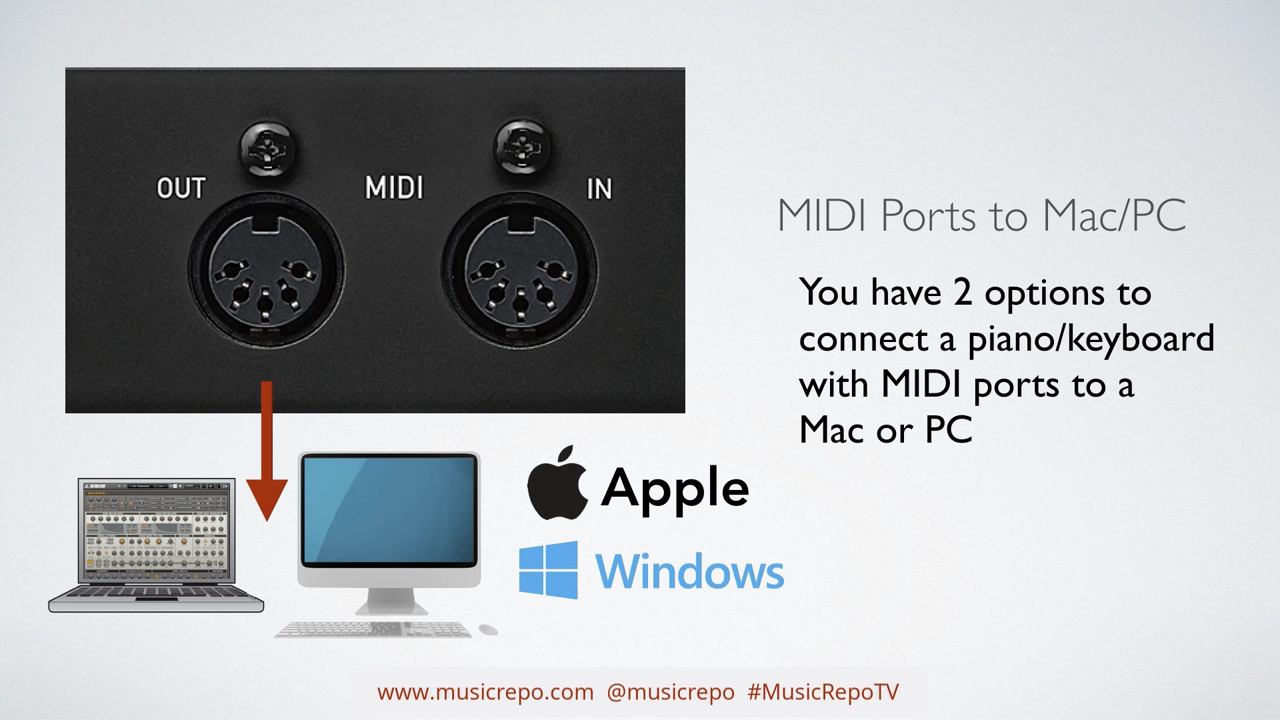 OUT MIDI IN
MIDI Ports to Mac/PC
You have 2 options to
connect a piano/keyboard
with MIDI ports to a
Mac or PC
Apple
Windows
www.musicrepo.com @musicrepo #MusicRepoTV